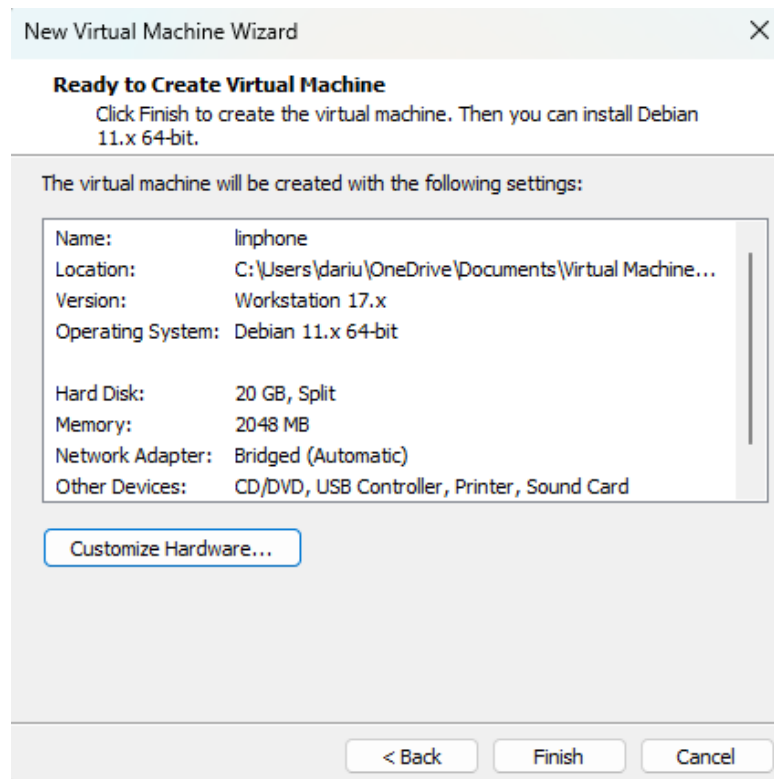 New Virtual Machine Wizard
Ready to Create Virtual Machine
Click Finish to create the virtual machine. Then you can install Debian
11.x 64-bit.
The virtual machine will be created with the following settings:
Name: linphone
Location: C:\Users\dariu\OneDrive\Documents\Virtual Machine...
Version: Workstation 17.x
Operating System: Debian 11.x 64-bit
Hard Disk: 20 GB, Split
Memory: 2048 MB
Network Adapter: Bridged (Automatic)
Other Devices: CD/DVD, USB Controller, Printer, Sound Card
Customize Hardware...
< Back Finish Cancel